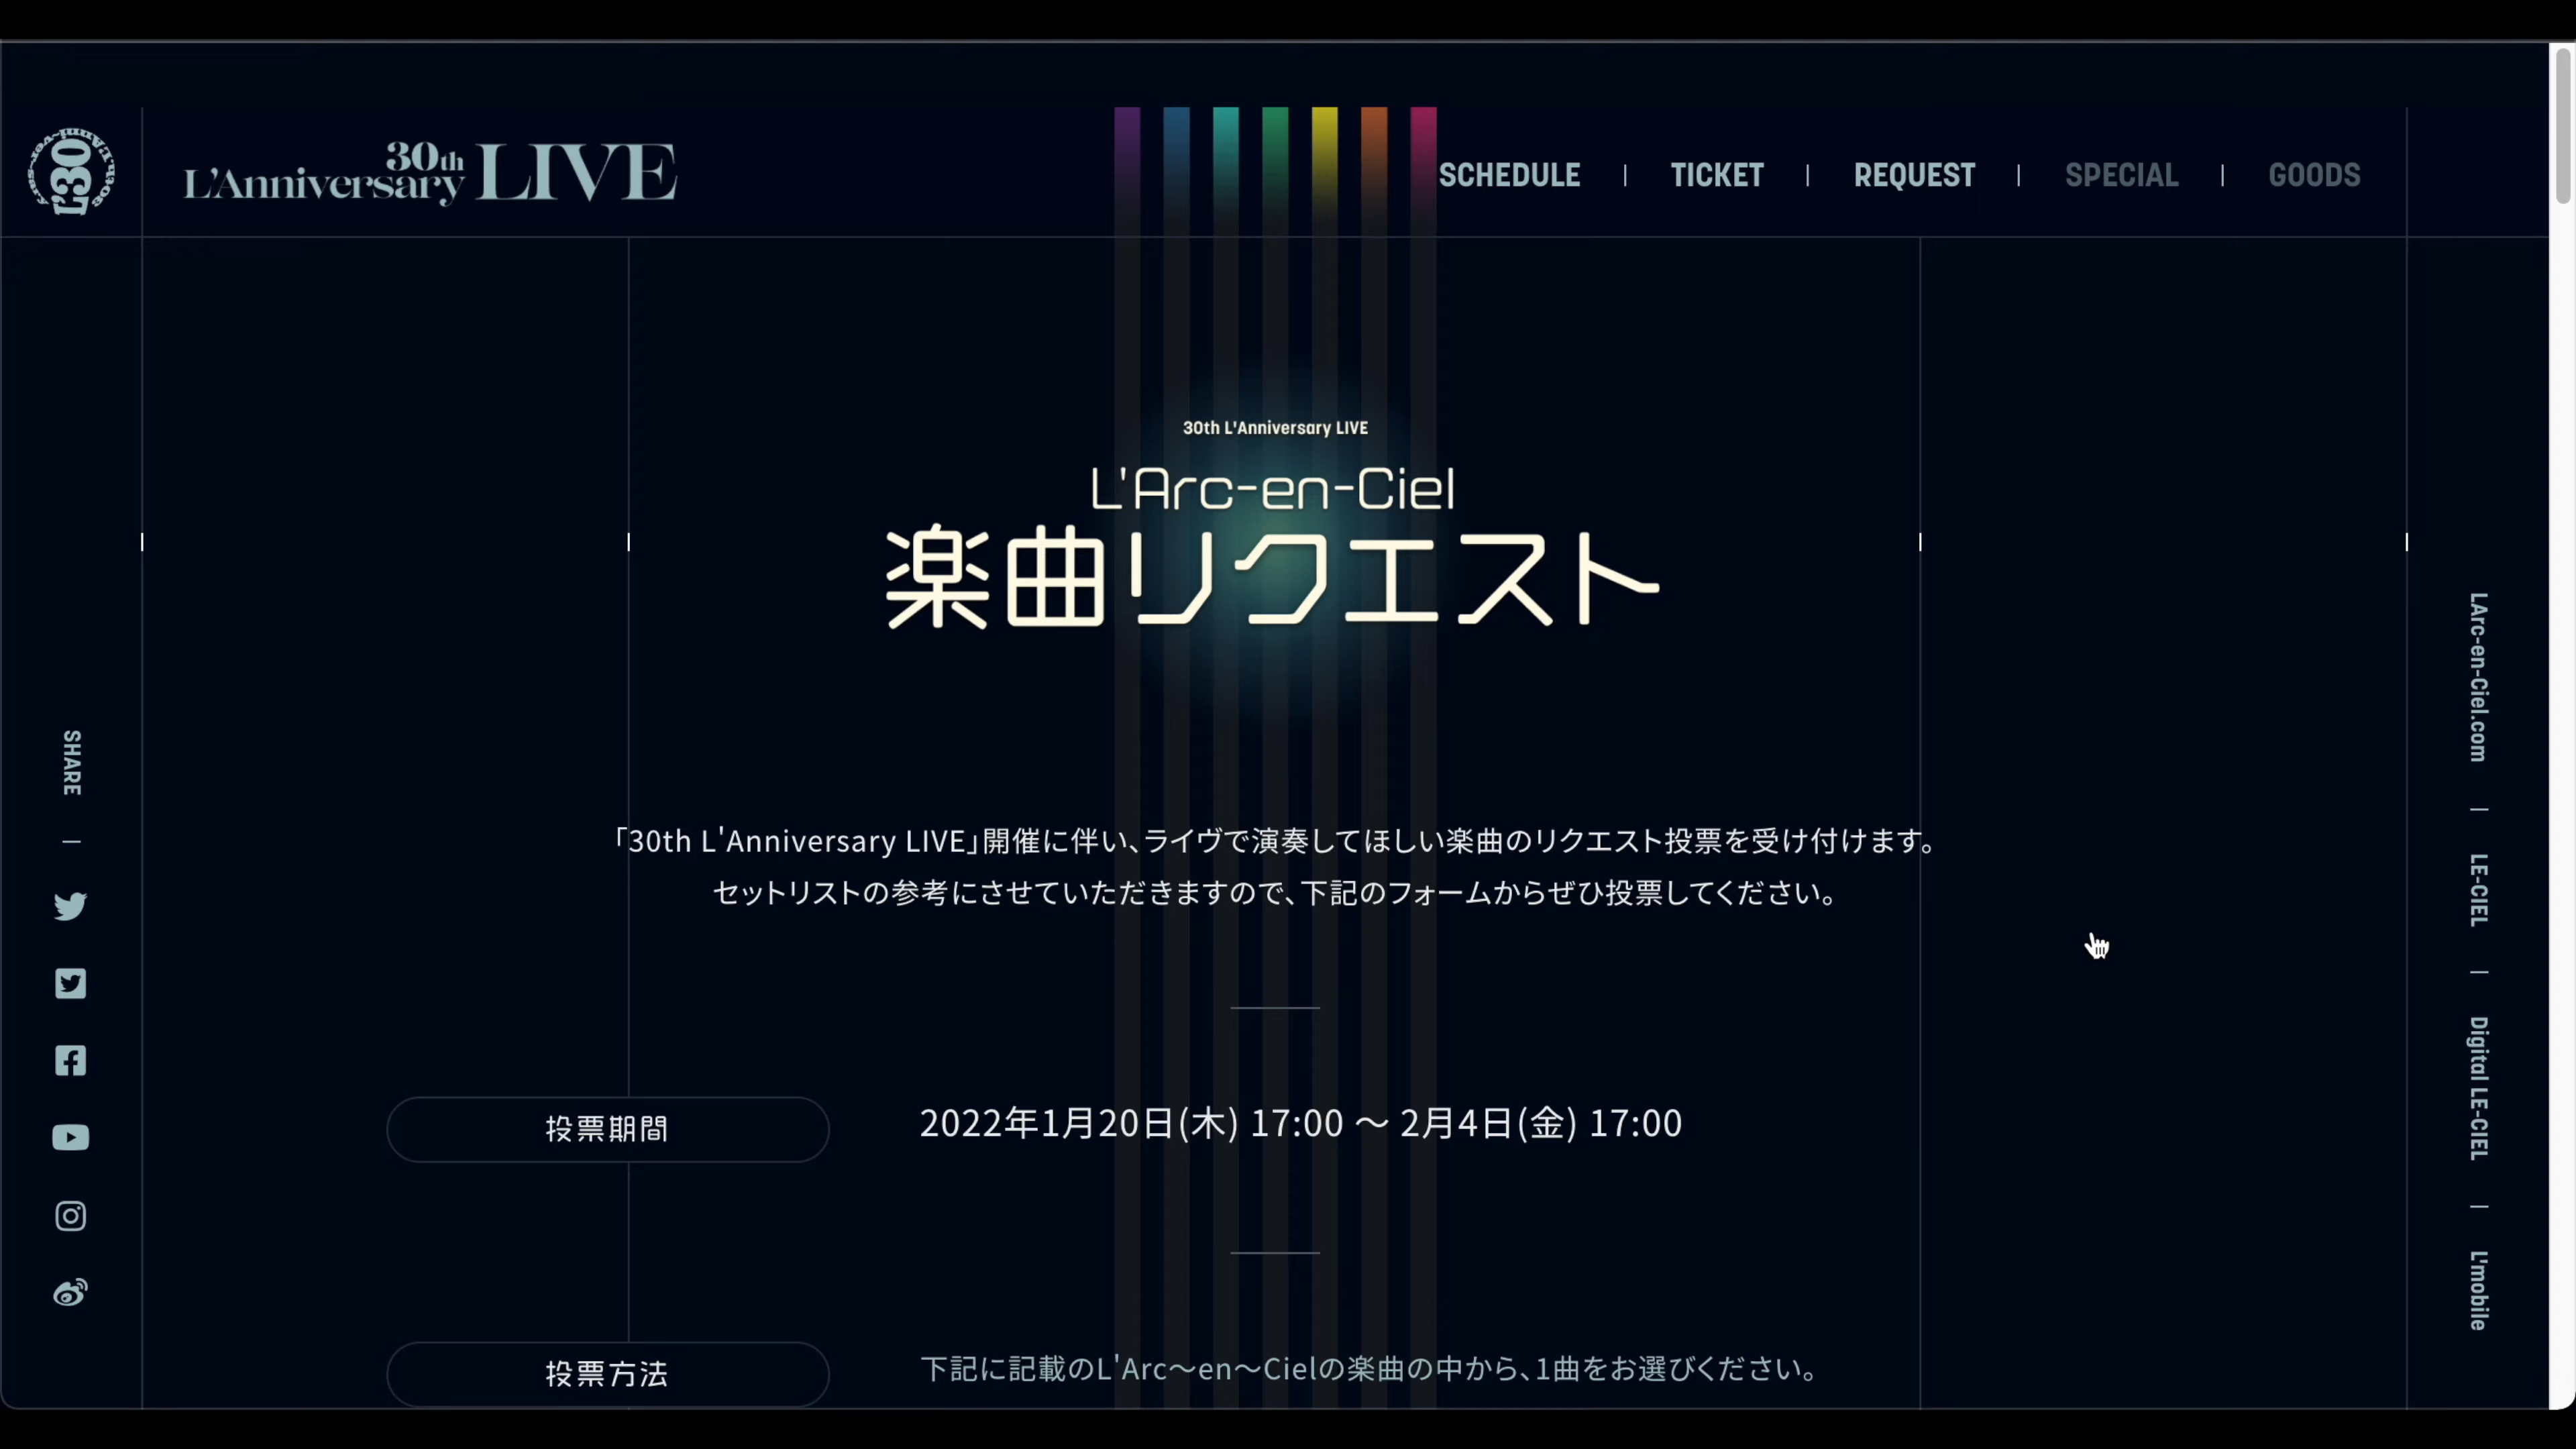 L'30
30th
L'Anniversary LIVE
SCHEDULE | TICKET | REQUEST | SPECIAL | GOODS
30th L'Anniversary LIVE
L'Arc-en-Ciel
楽曲リクエスト
「30th L'Anniversary LIVE」開催に伴い、ライヴで演奏してほしい楽曲のリクエスト投票を受け付けます。
セットリストの参考にさせていただきますので、下記のフォームからぜひ投票してください。
投票期間
2022年1月20日(木) 17:00 〜 2月4日(金) 17:00
投票方法
下記に記載のL'Arc〜en〜Cielの楽曲の中から、1曲をお選びください。
SHARE
LArc-en-Ciel.com
LE-CIEL
Digital LE-CIEL
L'mobile